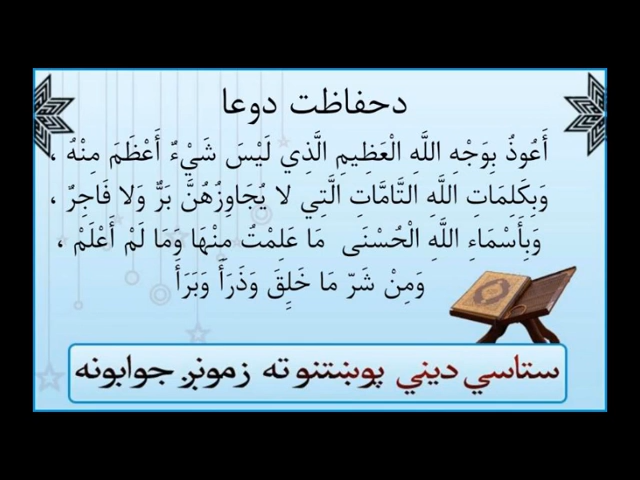 دحفاظت دوعا
أَعُوذُ بِوَجْهِ اللَّهِ الْعَظِيمِ الَّذِي لَيْسَ شَيْءٌ أَعْظَمَ مِنْهُ ،
وَبِكَلِمَاتِ اللَّهِ التَّامَّاتِ الَّتِي لا يُجَاوِزُهُنَّ بَرٌّ وَلا فَاجِرٌ ،
وَبِأَسْمَاءِ اللَّهِ الْحُسْنَى مَا عَلِمْتُ مِنْهَا وَمَا لَمْ أَعْلَمْ ،
وَمِنْ شَرّ مَا خَلِقَ وَذَرَأَ وَبَرَأَ
ستاسي ديني پوښتنو ته زمونږ جوابونه